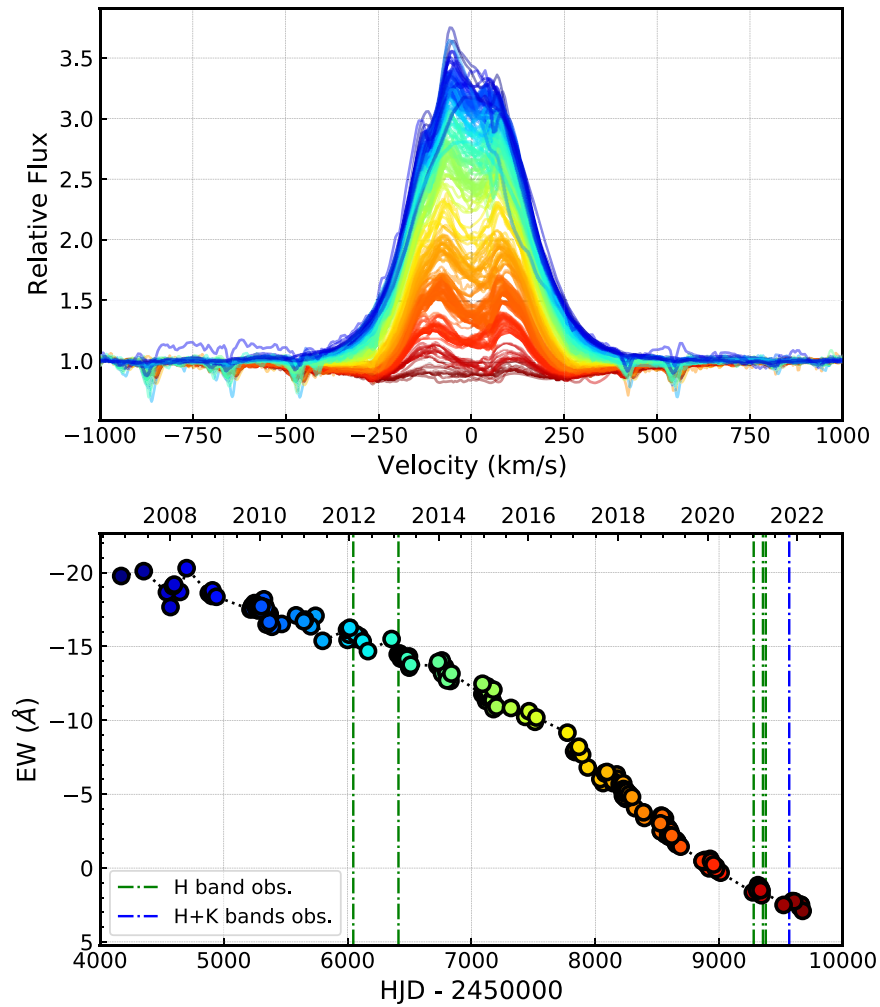 3.5
3.0
2.5
2.0
1.5
1.0
Relative Flux
−1000 −750 −500 −250 0 250 500 750 1000
Velocity (km/s)
2008 2010 2012 2014 2016 2018 2020 2022
−20
−15
−10
−5
0
5
EW (Å)
H band obs.
H+K bands obs.
4000 5000 6000 7000 8000 9000 10000
HJD - 2450000